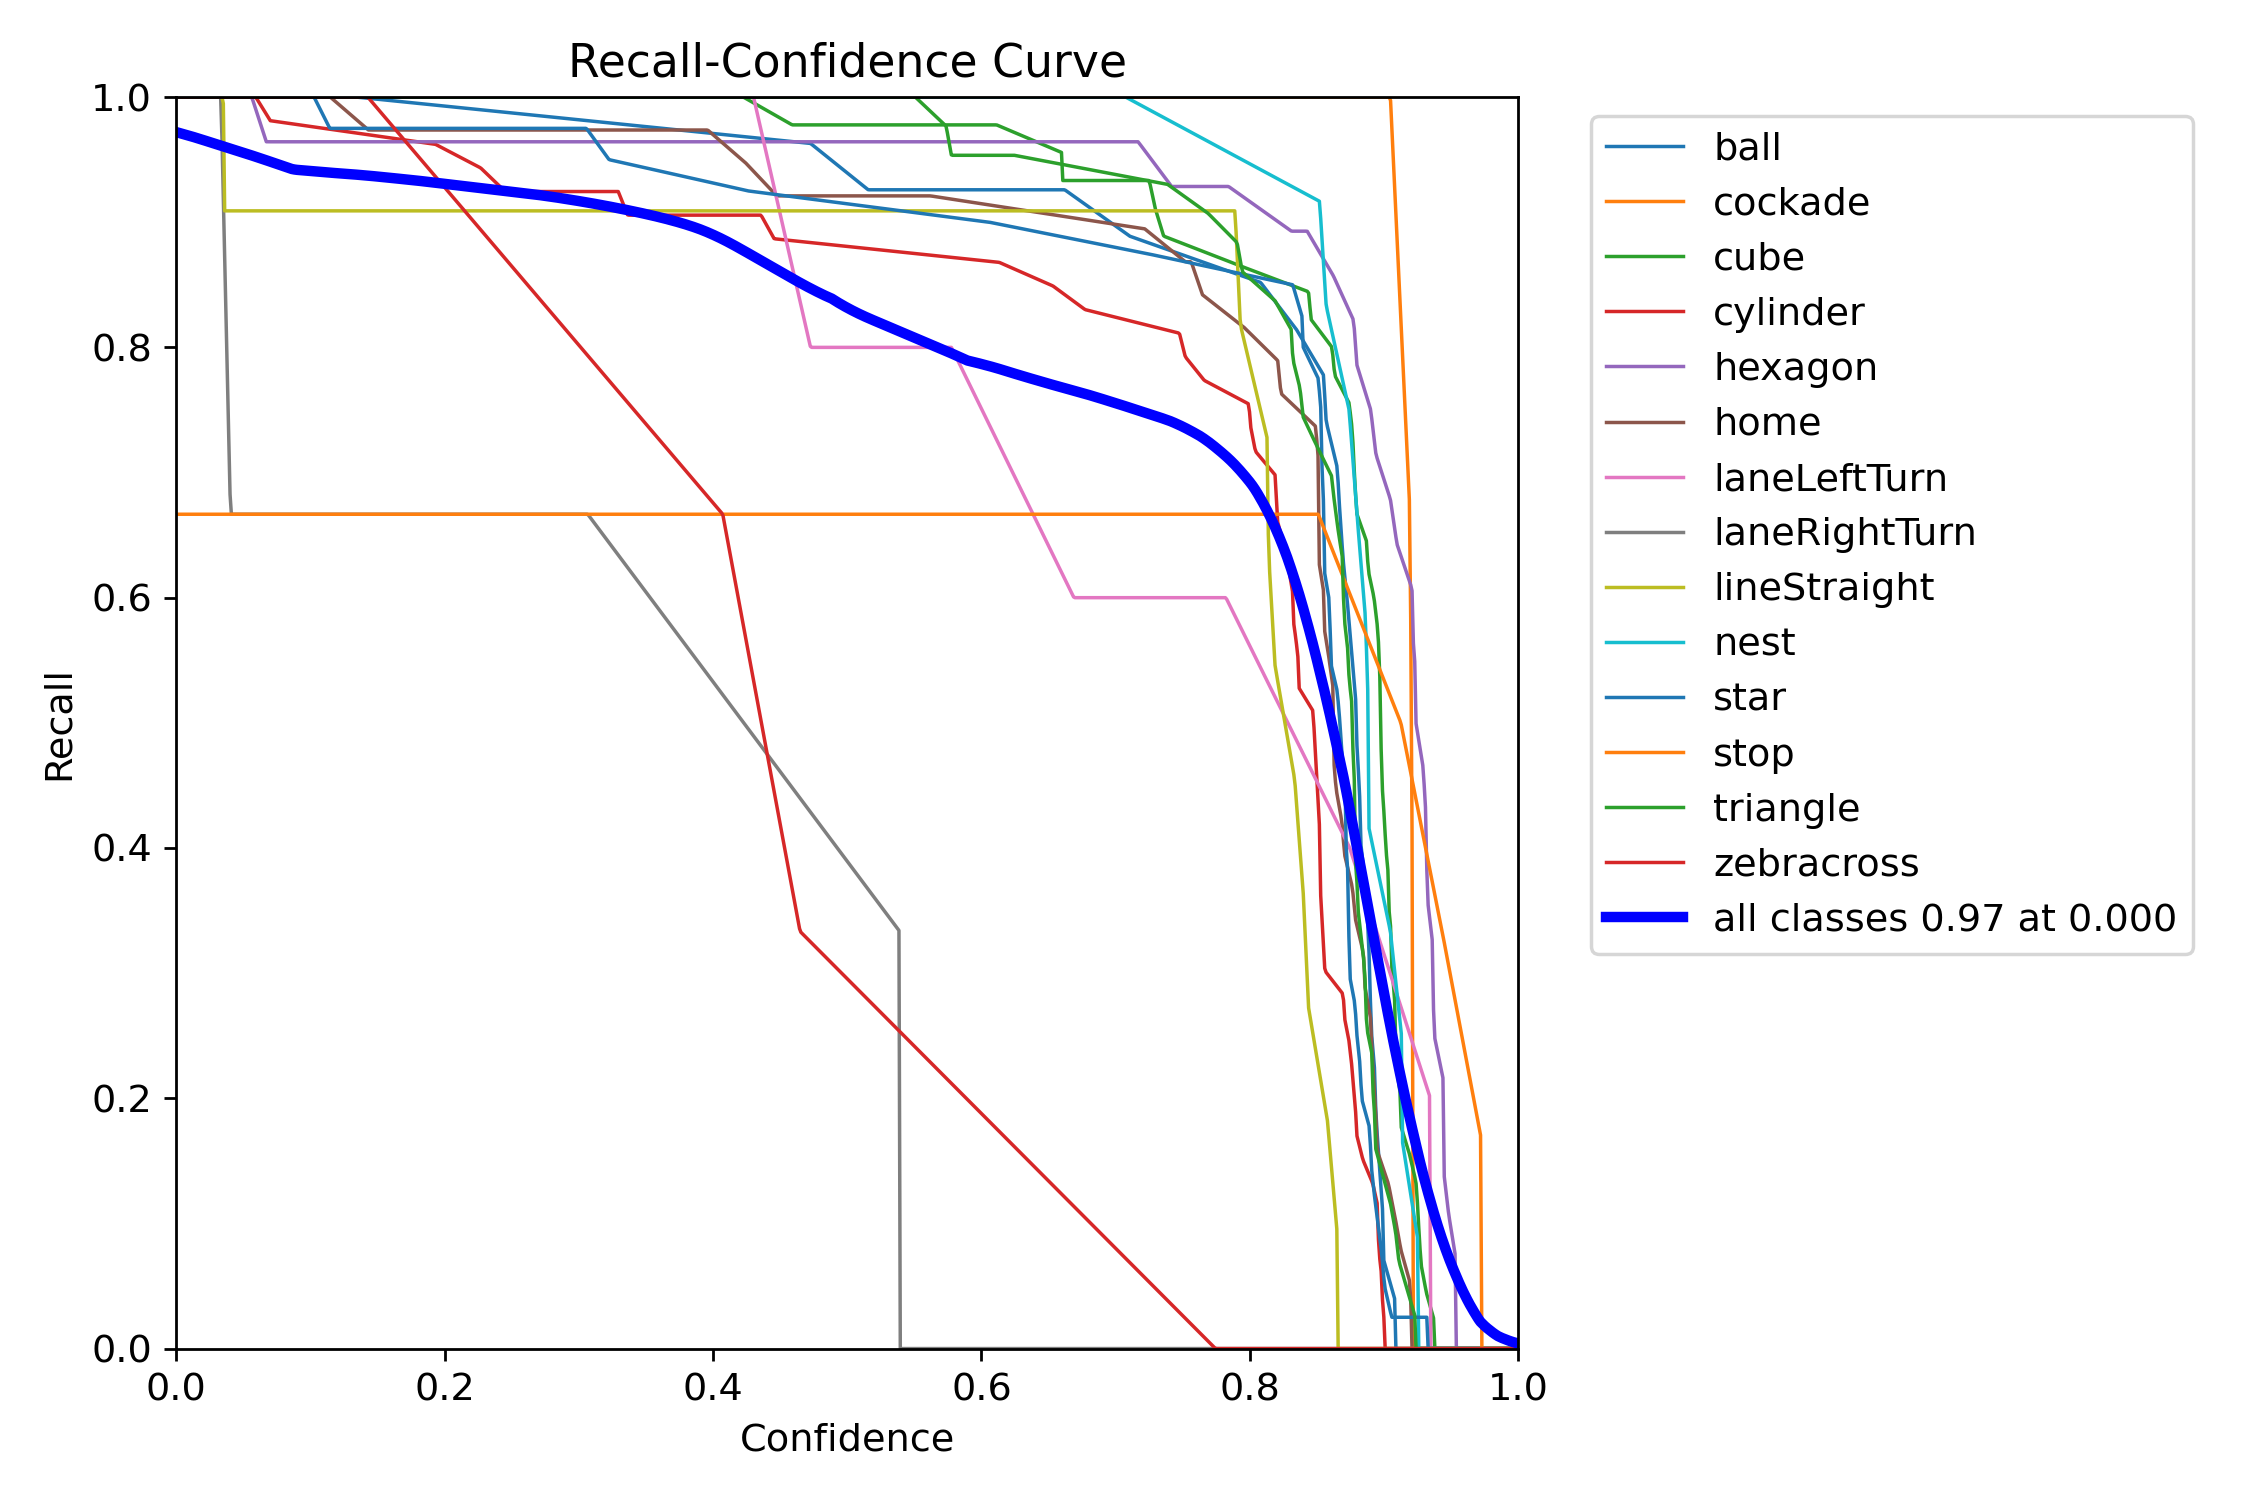 Recall-Confidence Curve
1.0
0.8
0.6
0.4
0.2
0.0
Recall
0.0 0.2 0.4 0.6 0.8 1.0
Confidence
ball
cockade
cube
cylinder
hexagon
home
laneLeftTurn
laneRightTurn
lineStraight
nest
star
stop
triangle
zebracross
all classes 0.97 at 0.000